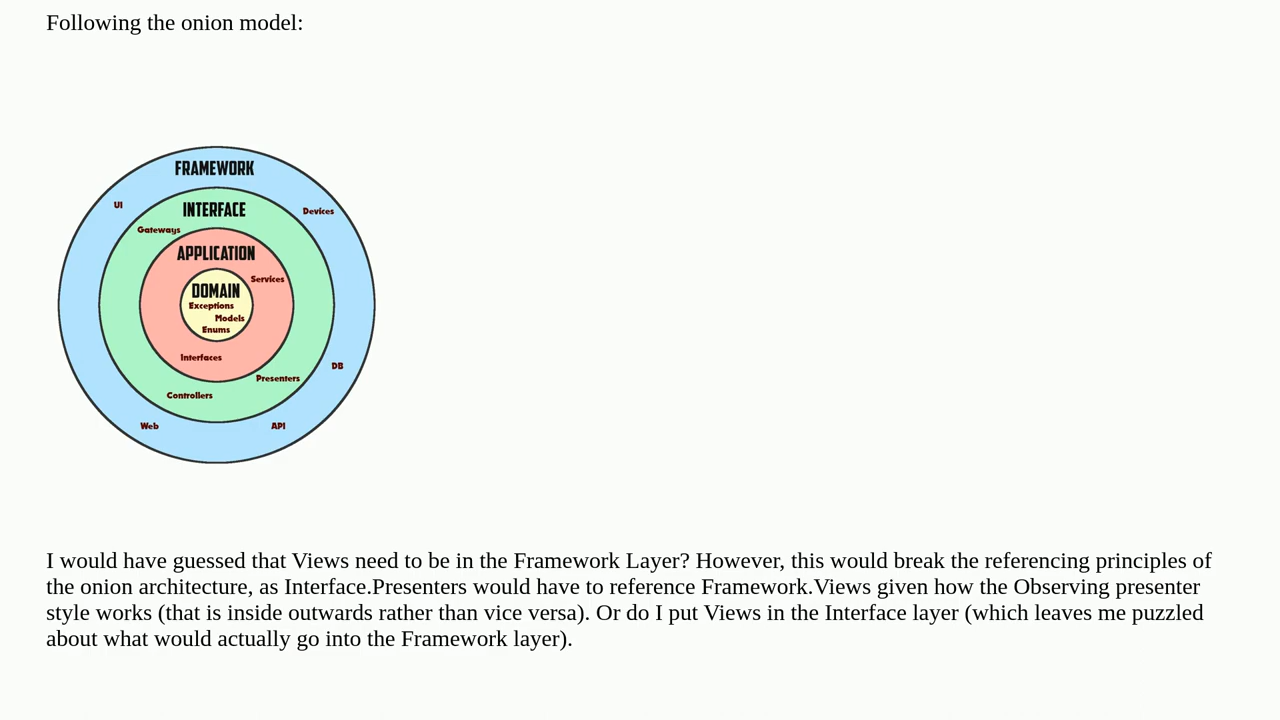 Following the onion model:
FRAMEWORK
UI
INTERFACE
Devices
Gateways
APPLICATION
Services
DOMAIN
Exceptions
Models
Enums
Interfaces
DB
Presenters
Controllers
Web
API
I would have guessed that Views need to be in the Framework Layer? However, this would break the referencing principles of
the onion architecture, as Interface.Presenters would have to reference Framework.Views given how the Observing presenter
style works (that is inside outwards rather than vice versa). Or do I put Views in the Interface layer (which leaves me puzzled
about what would actually go into the Framework layer).